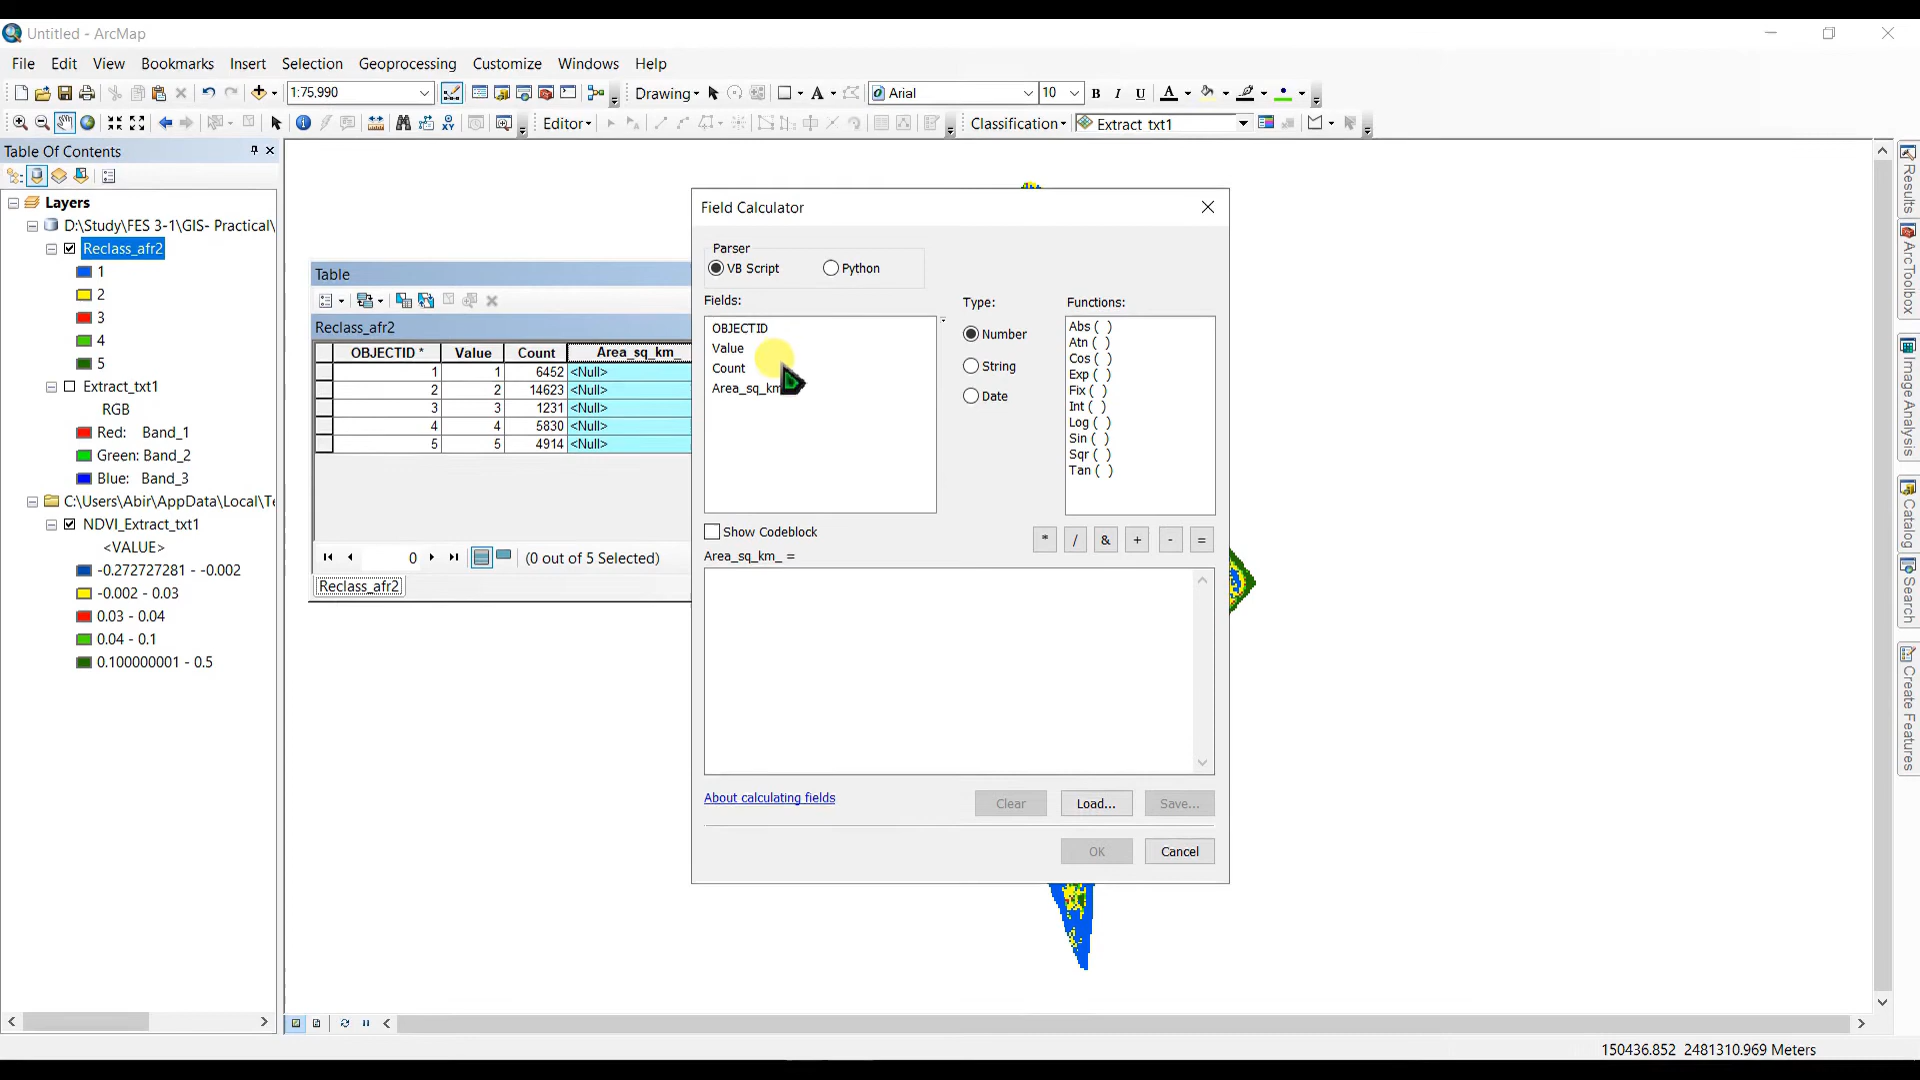 Untitled - ArcMap
File Edit View Bookmarks Insert Selection Geoprocessing Customize Windows Help
1:75,990 Drawing Arial 10 B I U A
Editor Classification Extract txt1
Table Of Contents
Layers
D:\Study\FES 3-1\GIS- Practical\
Reclass_afr2
1
2
3
4
5
Extract_txt1
RGB
Red: Band_1
Green: Band_2
Blue: Band_3
C:\Users\Abir\AppData\Local\Te
NDVI_Extract_txt1
<VALUE>
-0.272727281 - -0.002
-0.002 - 0.03
0.03 - 0.04
0.04 - 0.1
0.100000001 - 0.5
Table
Reclass_afr2
OBJECTID * Value Count Area_sq_km_
1 1 6452 <Null>
2 2 14623 <Null>
3 3 1231 <Null>
4 4 5830 <Null>
5 5 4914 <Null>
0 (0 out of 5 Selected)
Reclass_afr2
Field Calculator
Parser
VB Script Python
Fields: Type: Functions:
OBJECTID
Value
Count
Area_sq_km
Number
String
Date
Abs ( )
Atn ( )
Cos ( )
Exp ( )
Fix ( )
Int ( )
Log ( )
Sin ( )
Sqr ( )
Tan ( )
Show Codeblock * / & + - =
Area_sq_km_ =
About calculating fields Clear Load... Save...
OK Cancel
Results
ArcToolbox
Image Analysis
Catalog
Search
Create Features
150436.852 2481310.969 Meters